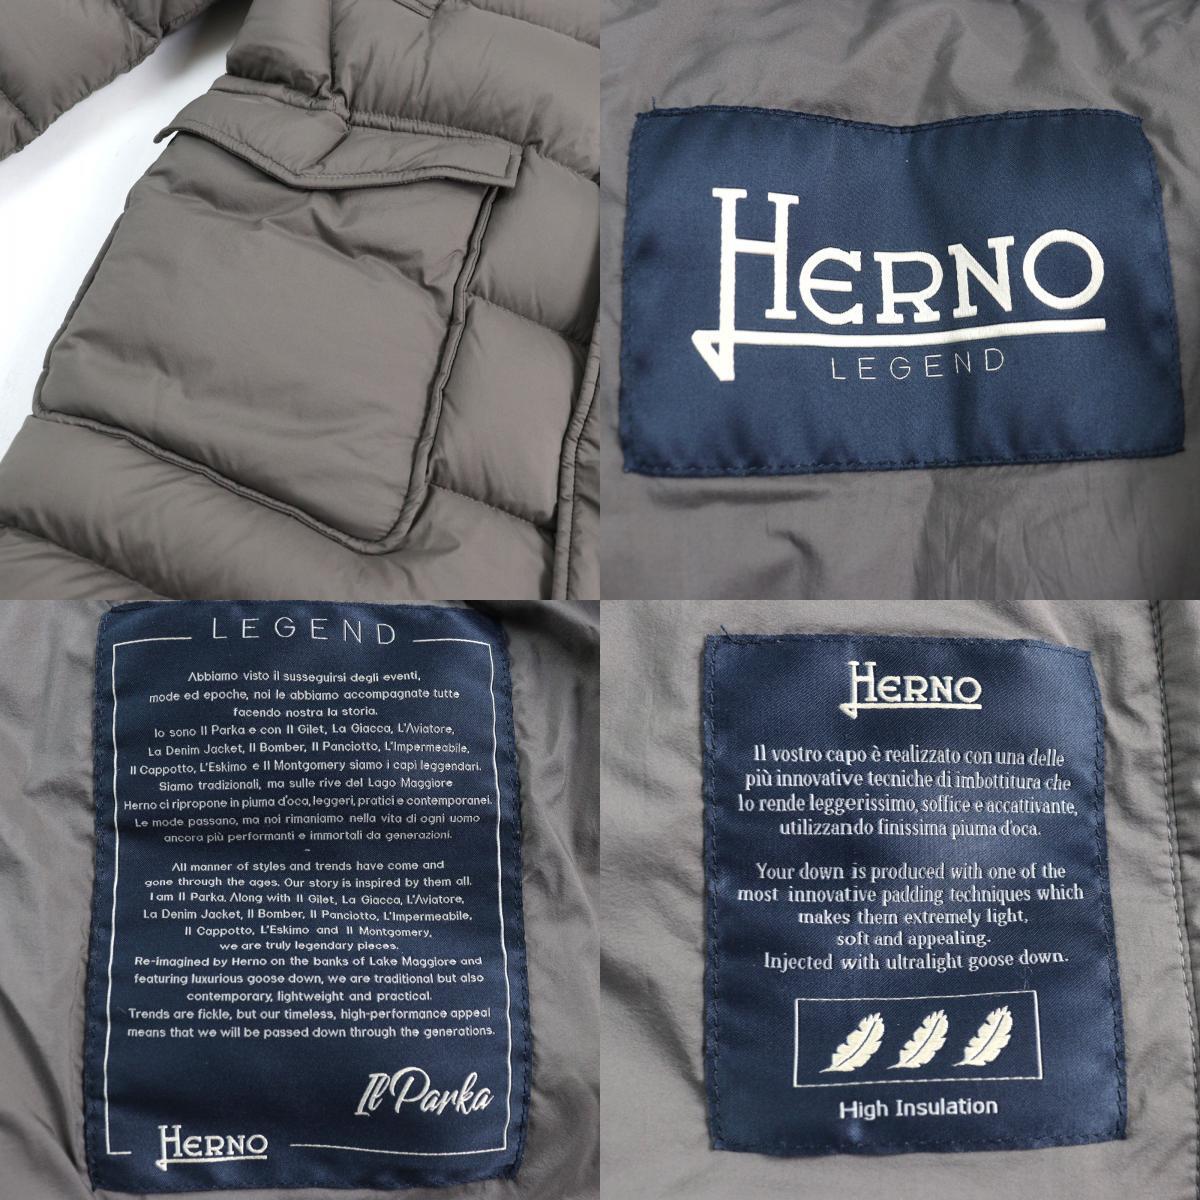 HERNO
LEGEND
LEGEND
Abbiamo visto il susseguirsi degli eventi,
mode ed epoche, noi le abbiamo accompagnate tutte
facendo nostra la storia.
Io sono Il Parka e con Il Gilet, La Giacca, L'Aviatore,
La Denim Jacket, Il Bomber, Il Panciotto, L'Impermeabile,
Il Cappotto, L'Eskimo e Il Montgomery siamo i capi leggendari.
Siamo tradizionali, ma sulle rive del Lago Maggiore
Herno ci ripropone in piuma d'oca, leggeri, pratici e contemporanei.
Le mode passano, ma noi rimaniamo nella vita di ogni uomo
ancora più performanti e immortali da generazioni.
~
All manner of styles and trends have come and
gone through the ages. Our story is inspired by them all.
I am Il Parka. Along with Il Gilet, La Giacca, L'Aviatore,
La Denim Jacket, Il Bomber, Il Panciotto, L'Impermeabile,
Il Cappotto, L'Eskimo and Il Montgomery,
we are truly legendary pieces.
Re-imagined by Herno on the banks of Lake Maggiore and
featuring luxurious goose down, we are traditional but also
contemporary, lightweight and practical.
Trends are fickle, but our timeless, high-performance appeal
means that we will be passed down through the generations.
Il Parka
HERNO
HERNO
Il vostro capo è realizzato con una delle
più innovative tecniche di imbottitura che
lo rende leggerissimo, soffice e accattivante,
utilizzando finissima piuma d'oca.
Your down is produced with one of the
most innovative padding techniques which
makes them extremely light,
soft and appealing.
Injected with ultralight goose down.
High Insulation